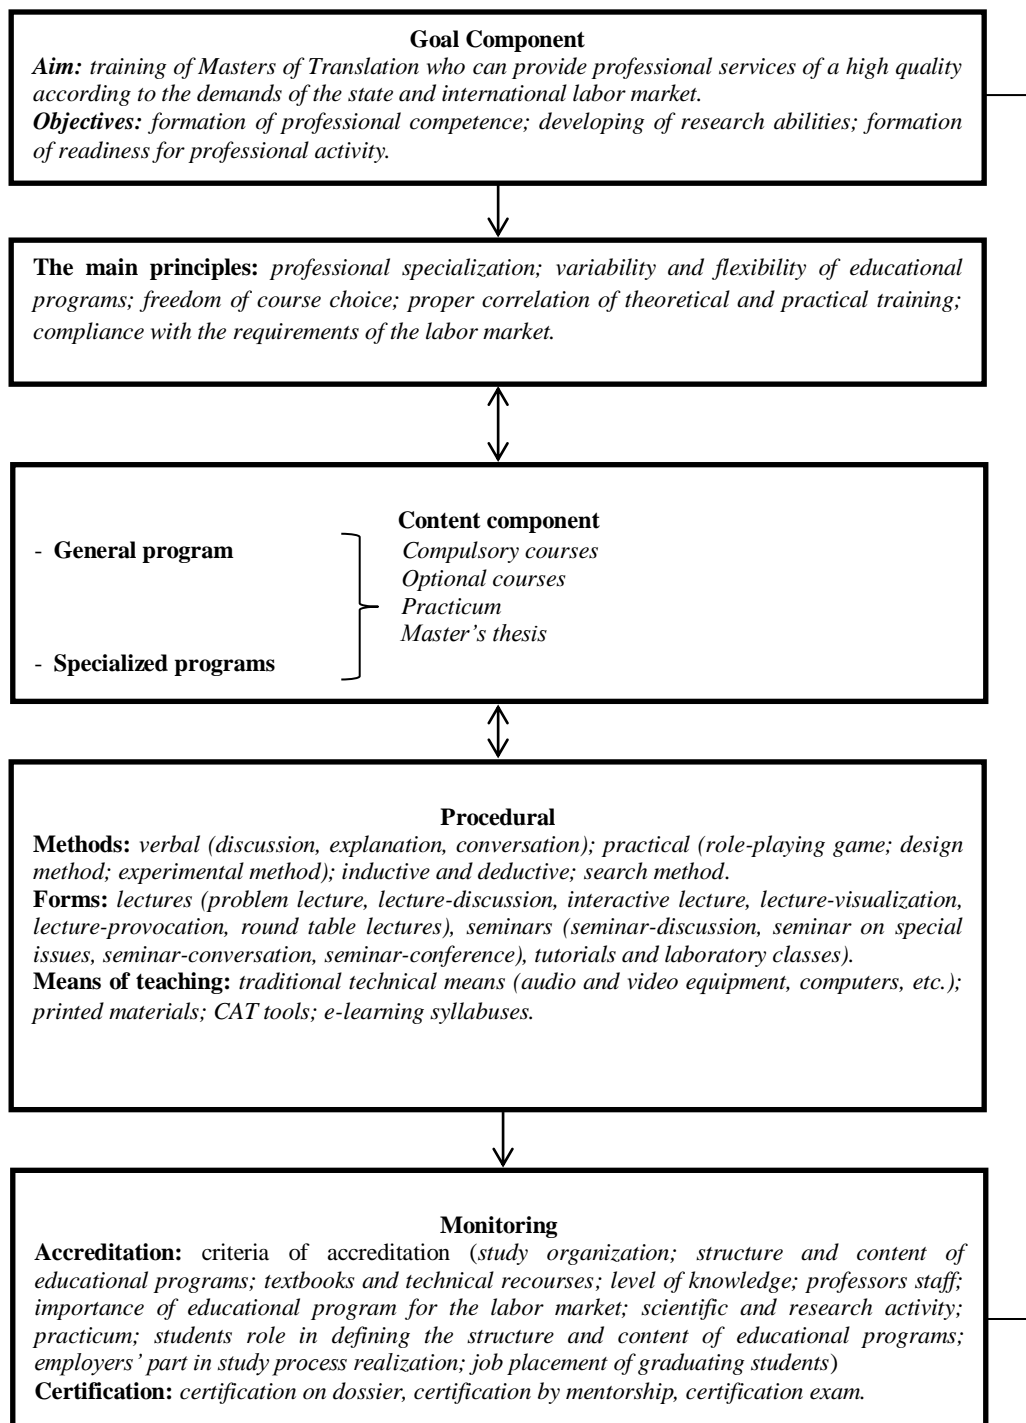 Goal Component
Aim: training of Masters of Translation who can provide professional services of a high quality
according to the demands of the state and international labor market.
Objectives: formation of professional competence; developing of research abilities; formation
of readiness for professional activity.
The main principles: professional specialization; variability and flexibility of educational
programs; freedom of course choice; proper correlation of theoretical and practical training;
compliance with the requirements of the labor market.
Content component
- General program
Compulsory courses
Optional courses
Practicum
Master’s thesis
- Specialized programs
Procedural
Methods: verbal (discussion, explanation, conversation); practical (role-playing game; design
method; experimental method); inductive and deductive; search method.
Forms: lectures (problem lecture, lecture-discussion, interactive lecture, lecture-visualization,
lecture-provocation, round table lectures), seminars (seminar-discussion, seminar on special
issues, seminar-conversation, seminar-conference), tutorials and laboratory classes).
Means of teaching: traditional technical means (audio and video equipment, computers, etc.);
printed materials; CAT tools; e-learning syllabuses.
Monitoring
Accreditation: criteria of accreditation (study organization; structure and content of
educational programs; textbooks and technical recourses; level of knowledge; professors staff;
importance of educational program for the labor market; scientific and research activity;
practicum; students role in defining the structure and content of educational programs;
employers’ part in study process realization; job placement of graduating students)
Certification: certification on dossier, certification by mentorship, certification exam.